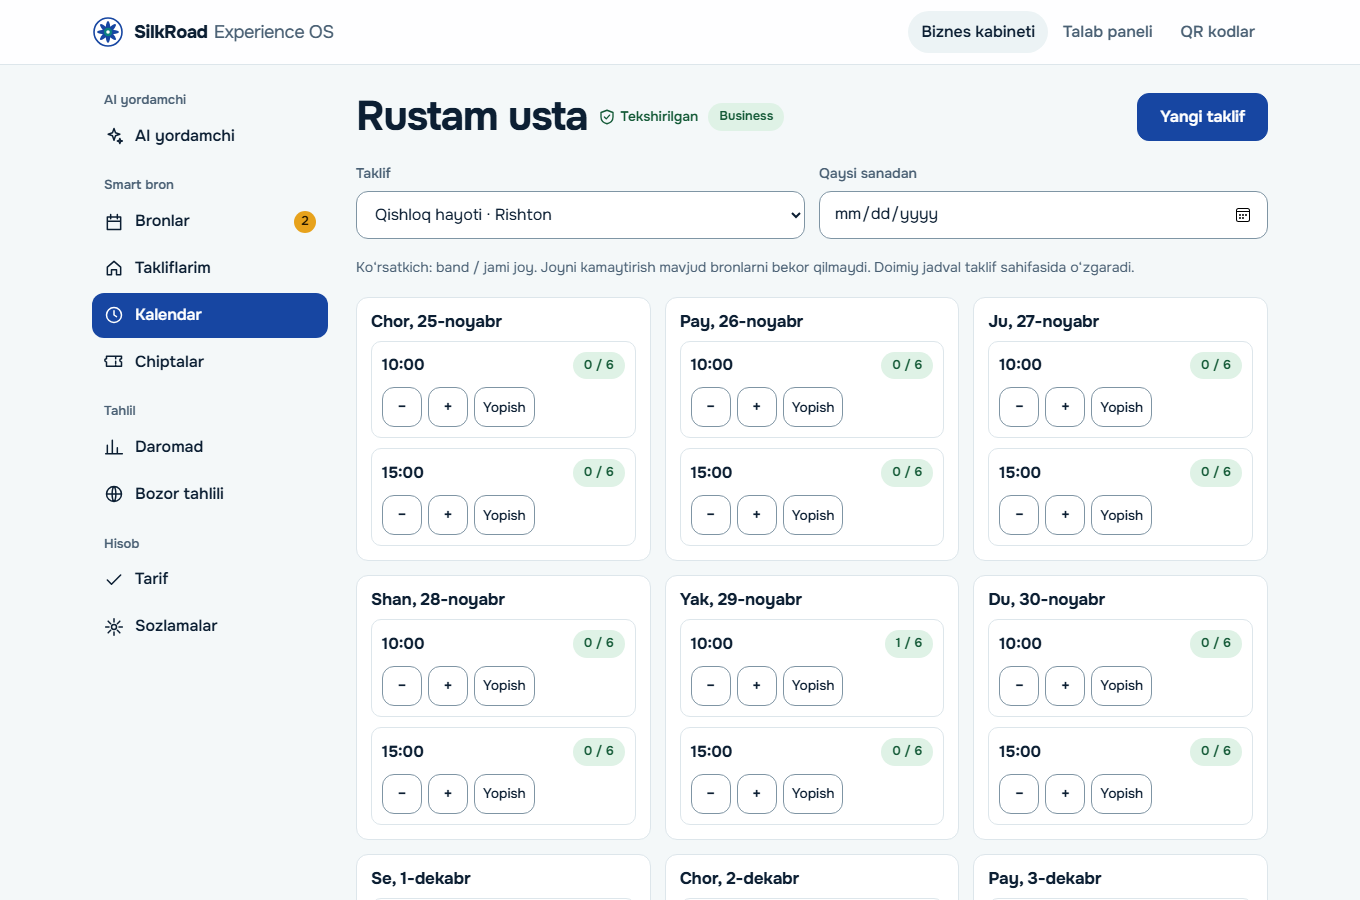 SilkRoad Experience OS
Biznes kabineti
Talab paneli
QR kodlar
AI yordamchi
AI yordamchi
Smart bron
Bronlar 2
Takliflarim
Kalendar
Chiptalar
Tahlil
Daromad
Bozor tahlili
Hisob
Tarif
Sozlamalar
Rustam usta Tekshirilgan Business
Yangi taklif
Taklif
Qishloq hayoti · Rishton
Qaysi sanadan
mm/dd/yyyy
Koʻrsatkich: band / jami joy. Joyni kamaytirish mavjud bronlarni bekor qilmaydi. Doimiy jadval taklif sahifasida oʻzgaradi.
Chor, 25-noyabr
10:00 0 / 6
− + Yopish
15:00 0 / 6
− + Yopish
Pay, 26-noyabr
10:00 0 / 6
− + Yopish
15:00 0 / 6
− + Yopish
Ju, 27-noyabr
10:00 0 / 6
− + Yopish
15:00 0 / 6
− + Yopish
Shan, 28-noyabr
10:00 0 / 6
− + Yopish
15:00 0 / 6
− + Yopish
Yak, 29-noyabr
10:00 1 / 6
− + Yopish
15:00 0 / 6
− + Yopish
Du, 30-noyabr
10:00 0 / 6
− + Yopish
15:00 0 / 6
− + Yopish
Se, 1-dekabr
Chor, 2-dekabr
Pay, 3-dekabr